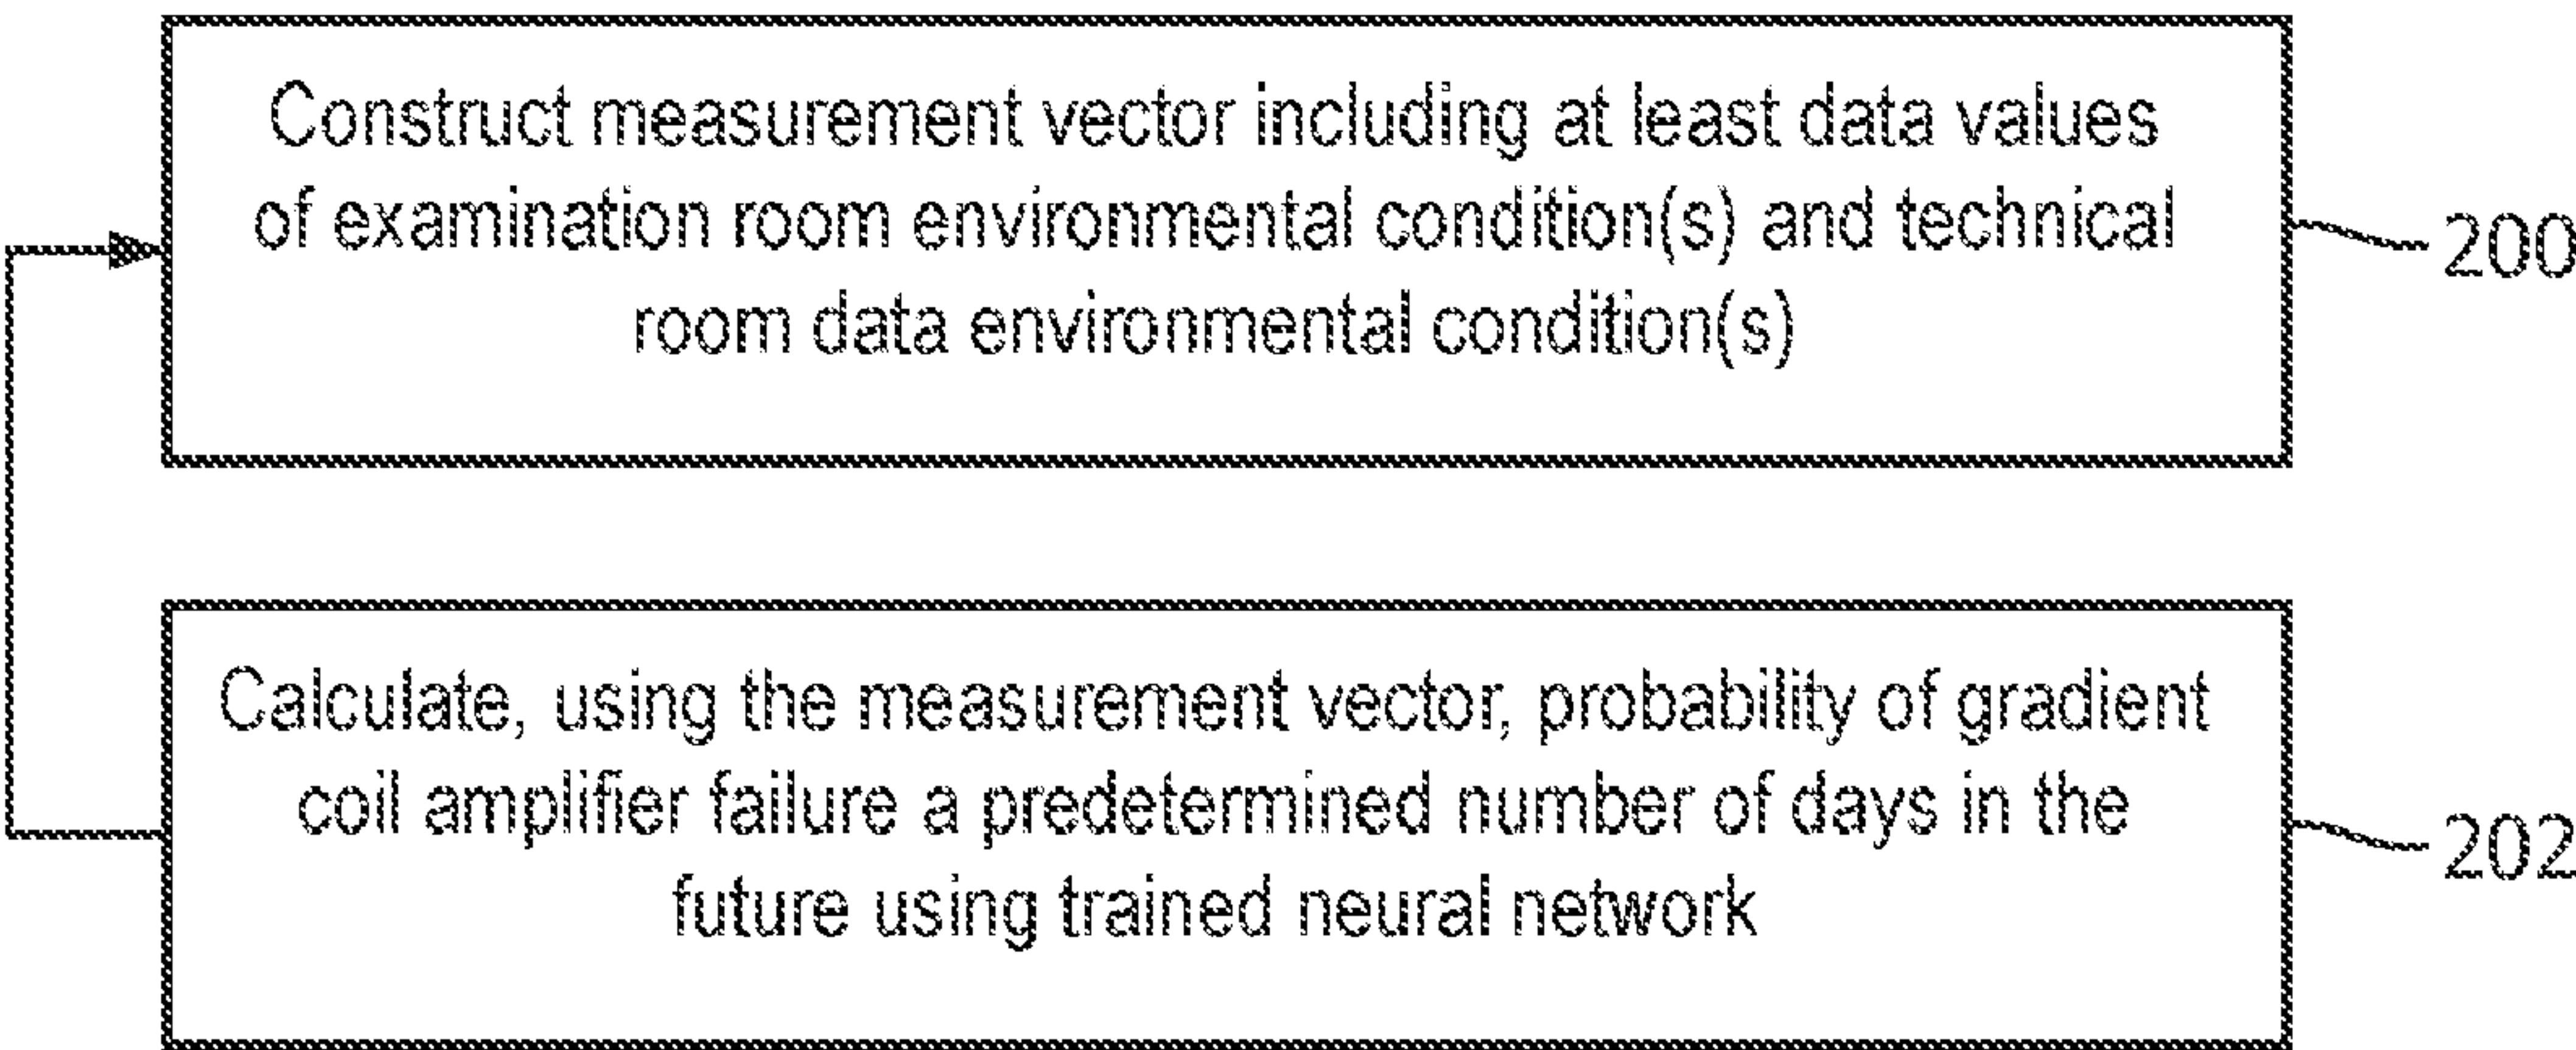 Construct measurement vector including at least data values
of examination room environmental condition(s) and technical
room data environmental condition(s)
200
Calculate, using the measurement vector, probability of gradient
coil amplifier failure a predetermined number of days in the
future using trained neural network
202